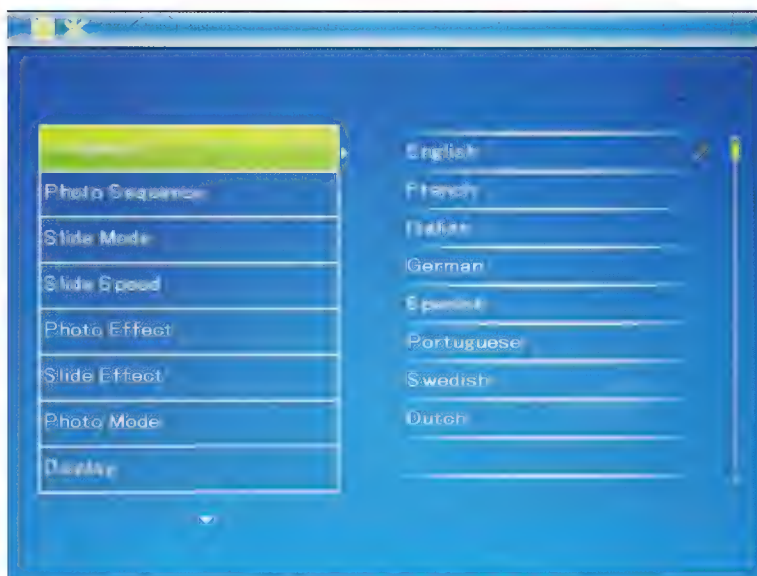 Photo Sequence
Slide Mode
Slide Speed
Photo Effect
Slide Effect
Photo Mode
Display
English
French
Italian
German
Spanish
Portuguese
Swedish
Dutch